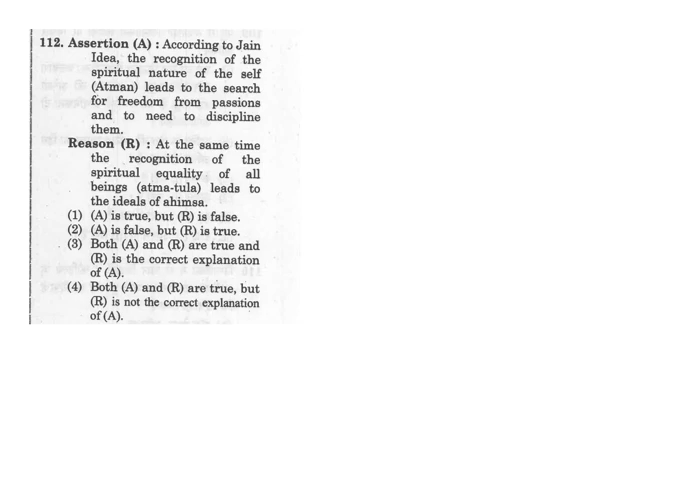 112. Assertion (A) : According to Jain
Idea, the recognition of the
spiritual nature of the self
(Atman) leads to the search
for freedom from passions
and to need to discipline
them.
Reason (R) : At the same time
the recognition of the
spiritual equality of all
beings (atma-tula) leads to
the ideals of ahimsa.
(1) (A) is true, but (R) is false.
(2) (A) is false, but (R) is true.
(3) Both (A) and (R) are true and
(R) is the correct explanation
of (A).
(4) Both (A) and (R) are true, but
(R) is not the correct explanation
of (A).